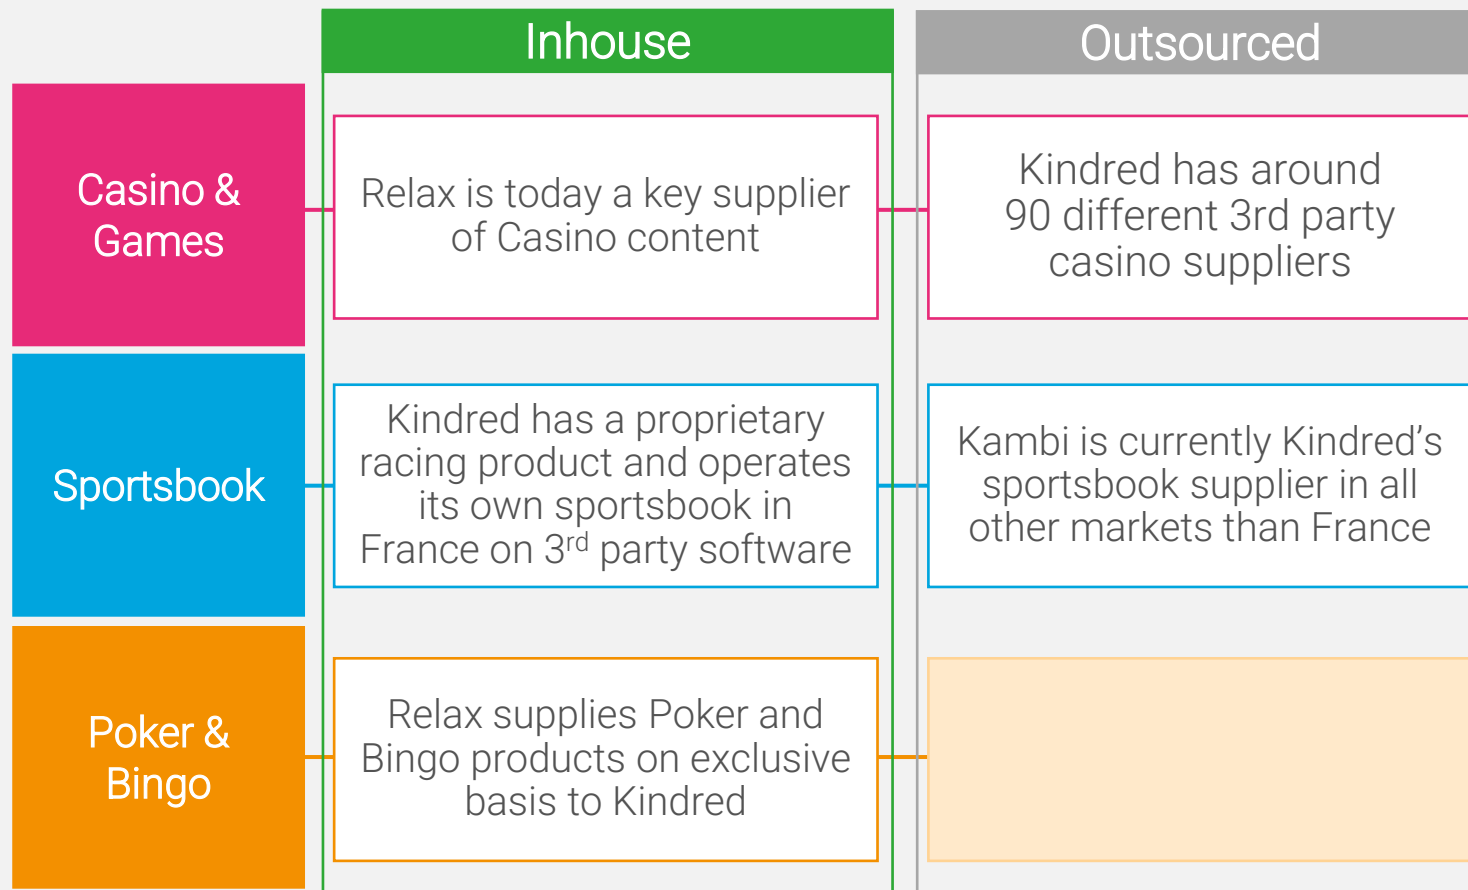 Inhouse
Outsourced
Casino &
Games
Relax is today a key supplier
of Casino content
Kindred has around
90 different 3rd party
casino suppliers
Sportsbook
Kindred has a proprietary
racing product and operates
its own sportsbook in
France on 3rd party software
Kambi is currently Kindred’s
sportsbook supplier in all
other markets than France
Poker &
Bingo
Relax supplies Poker and
Bingo products on exclusive
basis to Kindred